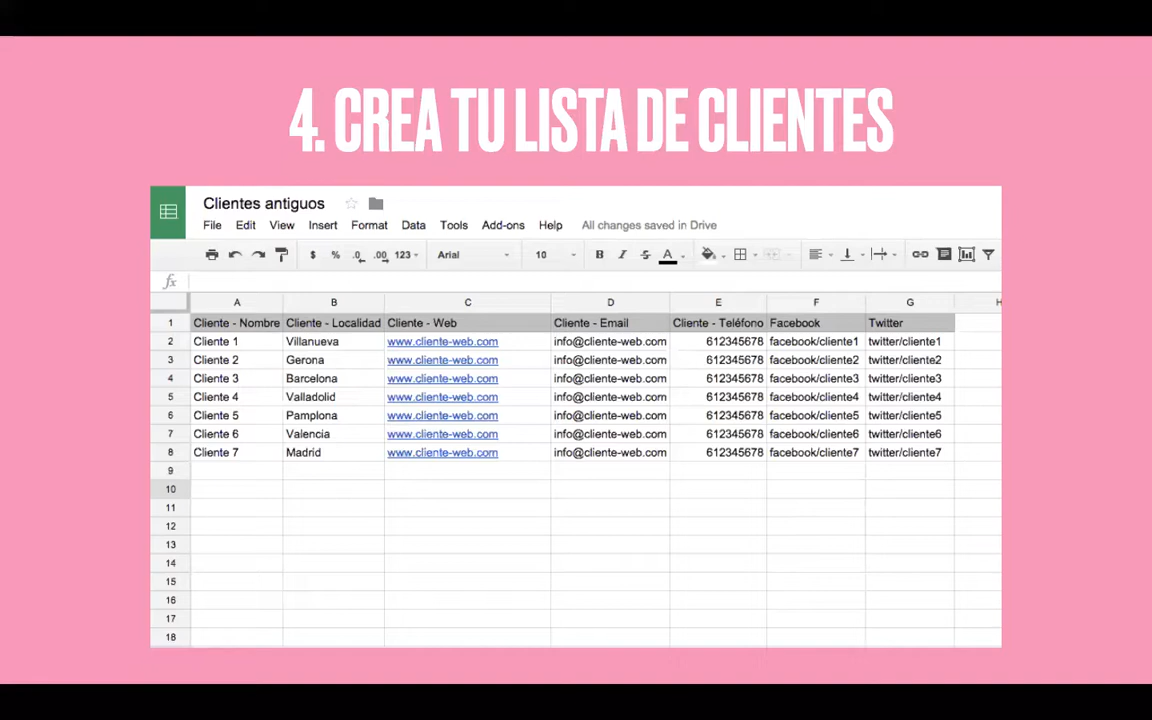 4. CREA TU LISTA DE CLIENTES
Clientes antiguos
File Edit View Insert Format Data Tools Add-ons Help All changes saved in Drive
$ % .0 .00 123 Arial 10 B I S A
fx
A B C D E F G H
1 Cliente - Nombre Cliente - Localidad Cliente - Web Cliente - Email Cliente - Teléfono Facebook Twitter
2 Cliente 1 Villanueva www.cliente-web.com info@cliente-web.com 612345678 facebook/cliente1 twitter/cliente1
3 Cliente 2 Gerona www.cliente-web.com info@cliente-web.com 612345678 facebook/cliente2 twitter/cliente2
4 Cliente 3 Barcelona www.cliente-web.com info@cliente-web.com 612345678 facebook/cliente3 twitter/cliente3
5 Cliente 4 Valladolid www.cliente-web.com info@cliente-web.com 612345678 facebook/cliente4 twitter/cliente4
6 Cliente 5 Pamplona www.cliente-web.com info@cliente-web.com 612345678 facebook/cliente5 twitter/cliente5
7 Cliente 6 Valencia www.cliente-web.com info@cliente-web.com 612345678 facebook/cliente6 twitter/cliente6
8 Cliente 7 Madrid www.cliente-web.com info@cliente-web.com 612345678 facebook/cliente7 twitter/cliente7
9
10
11
12
13
14
15
16
17
18